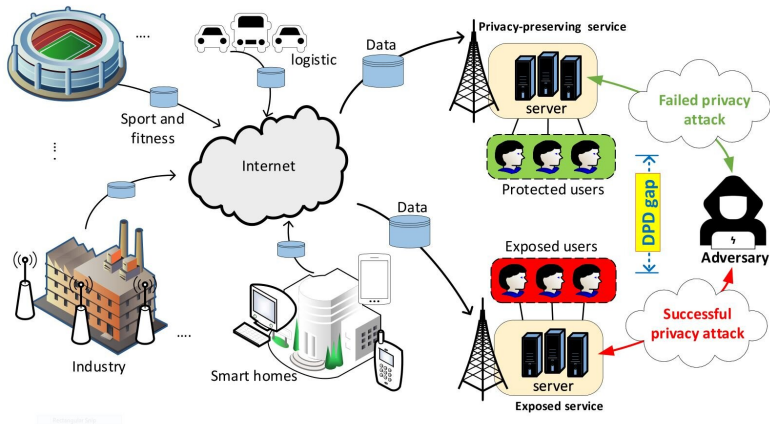 ....
logistic
Data
Privacy-preserving service
server
Failed privacy
attack
Sport and
fitness
Internet
Protected users
DPD gap
Adversary
Data
Exposed users
Successful
privacy attack
Industry
....
Smart homes
server
Exposed service